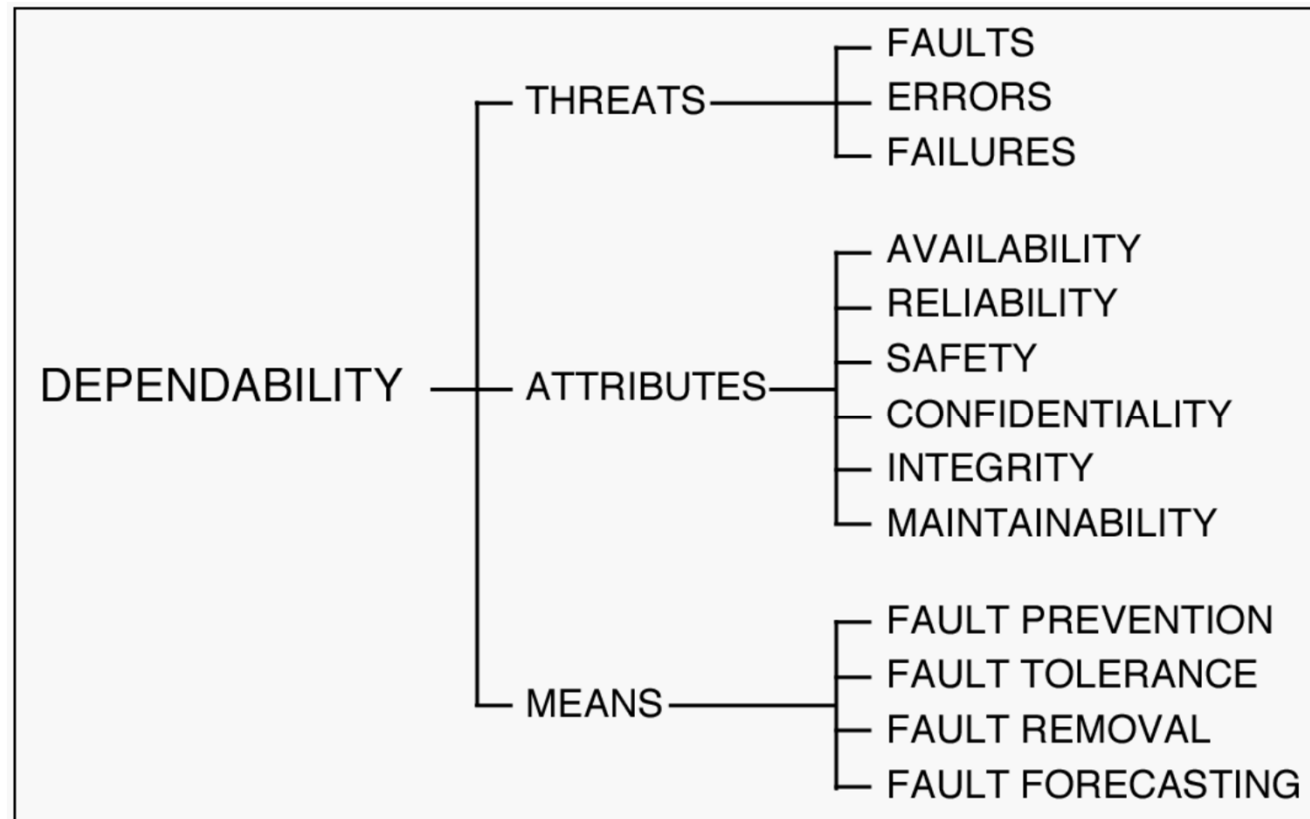 DEPENDABILITY
THREATS
FAULTS
ERRORS
FAILURES
ATTRIBUTES
AVAILABILITY
RELIABILITY
SAFETY
CONFIDENTIALITY
INTEGRITY
MAINTAINABILITY
MEANS
FAULT PREVENTION
FAULT TOLERANCE
FAULT REMOVAL
FAULT FORECASTING